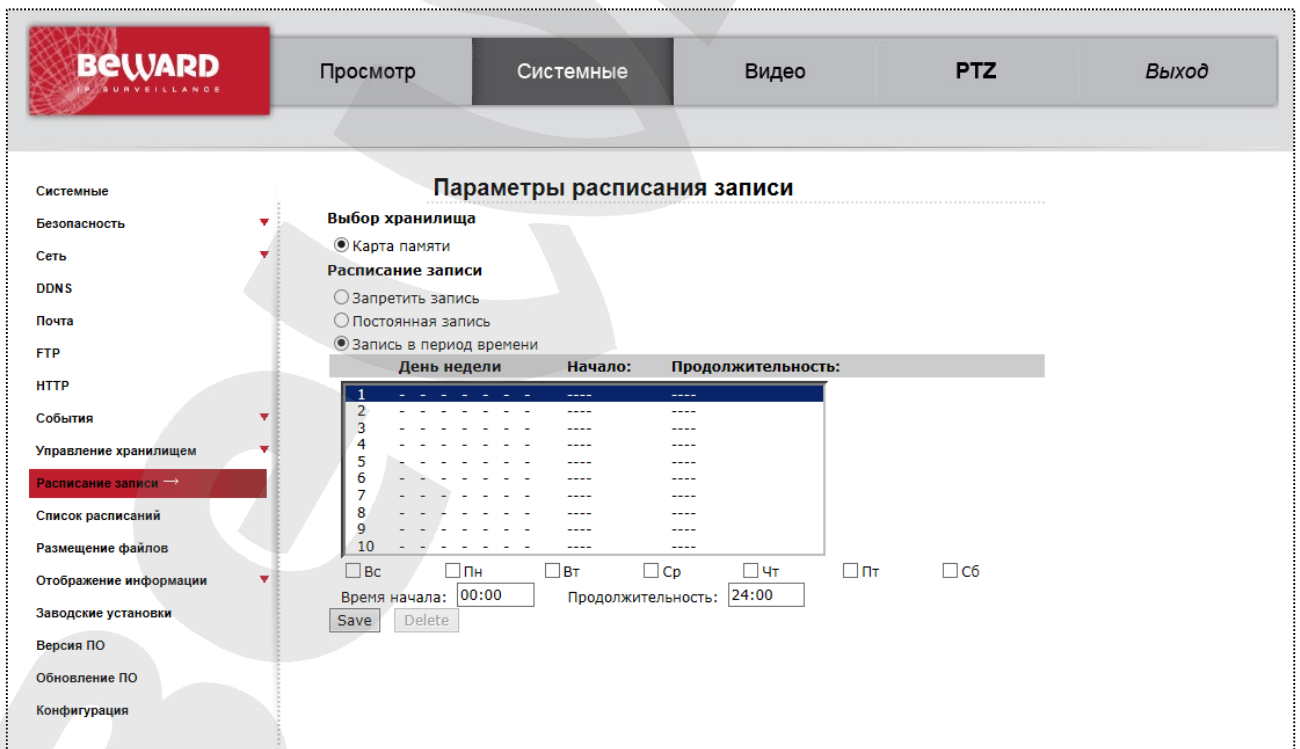 BEWARD
IP SURVEILLANCE
Просмотр Системные Видео PTZ Выход
Системные
Безопасность
Сеть
DDNS
Почта
FTP
HTTP
События
Управление хранилищем
Расписание записи →
Список расписаний
Размещение файлов
Отображение информации
Заводские установки
Версия ПО
Обновление ПО
Конфигурация
Параметры расписания записи
Выбор хранилища
Карта памяти
Расписание записи
Запретить запись
Постоянная запись
Запись в период времени
День недели Начало: Продолжительность:
1 - - - - - - - ---- ----
2 - - - - - - - ---- ----
3 - - - - - - - ---- ----
4 - - - - - - - ---- ----
5 - - - - - - - ---- ----
6 - - - - - - - ---- ----
7 - - - - - - - ---- ----
8 - - - - - - - ---- ----
9 - - - - - - - ---- ----
10 - - - - - - - ---- ----
Вс Пн Вт Ср Чт Пт Сб
Время начала: 00:00 Продолжительность: 24:00
Save Delete